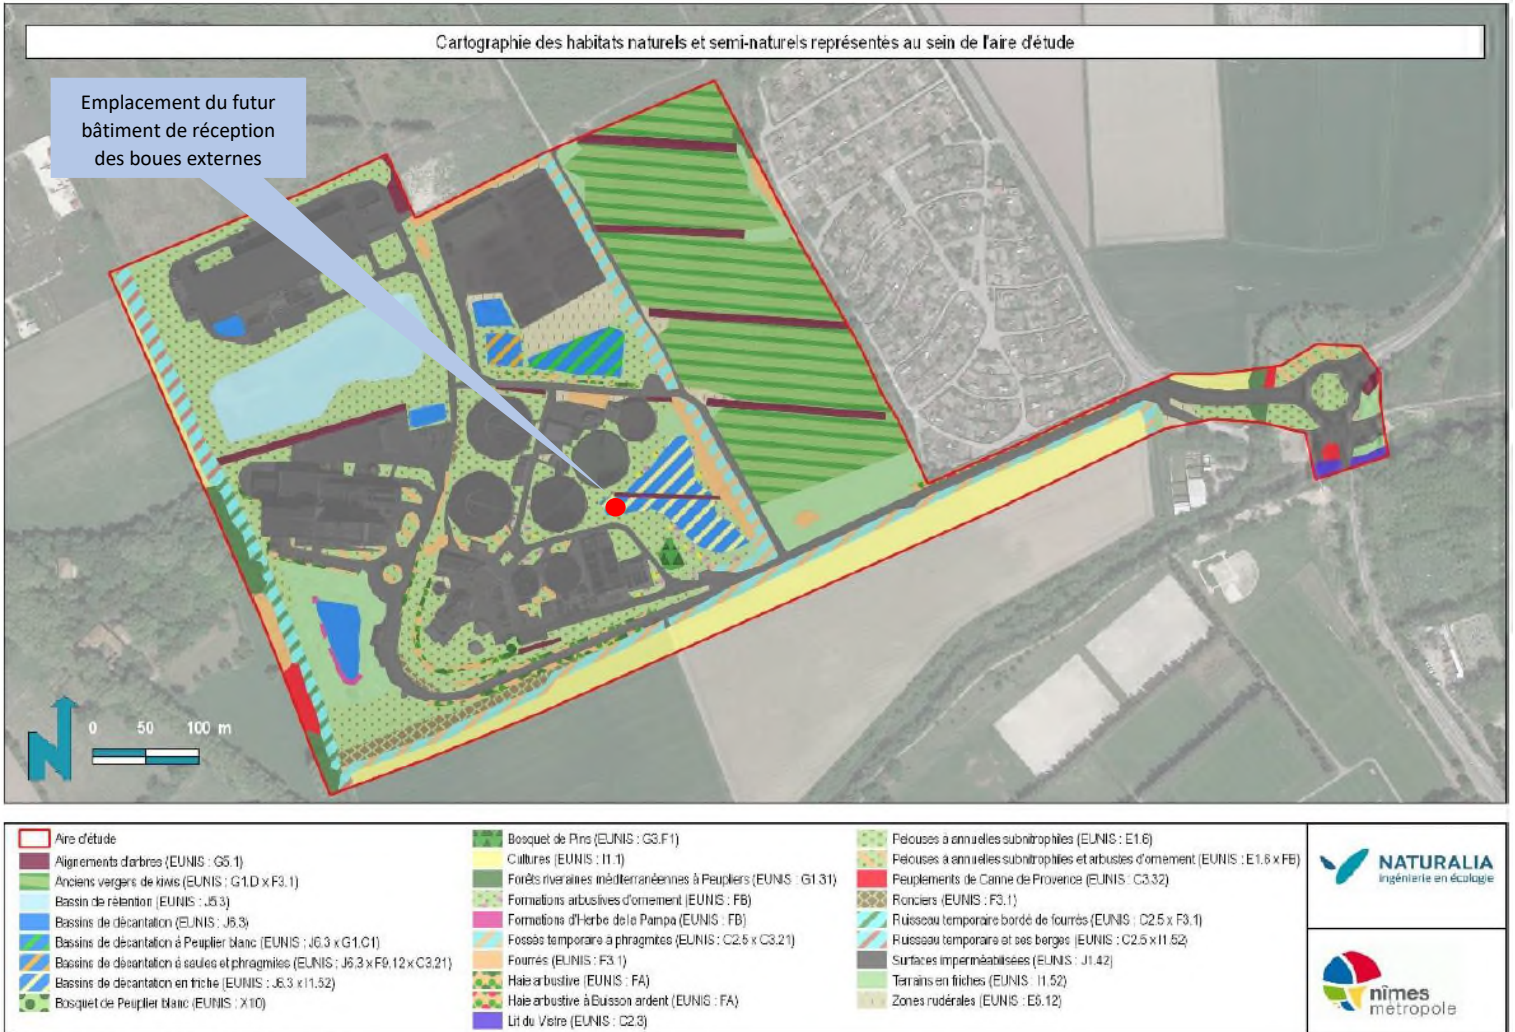 Cartographie des habitats naturels et semi-naturels représentés au sein de l'aire d'étude
Emplacement du futur
bâtiment de réception
des boues externes
N
0 50 100 m
Aire d'étude
Alignements d'arbres (EUNIS : G5.1)
Anciens vergers de kiwis (EUNIS : G1.D x F3.1)
Bassin de rétention (EUNIS : J5.3)
Bassins de décantation (EUNIS : J6.3)
Bassins de décantation à Peuplier blanc (EUNIS : J6.3 x G1.C1)
Bassins de décantation à saules et phragmites (EUNIS : J6.3 x F9.12 x C3.21)
Bassins de décantation en friche (EUNIS : J6.3 x I1.52)
Bosquet de Peuplier blanc (EUNIS : X10)
Bosquet de Pins (EUNIS : G3.F1)
Cultures (EUNIS : I1.1)
Forêts riveraines méditerranéennes à Peupliers (EUNIS : G1.31)
Formations arbustives d'ornement (EUNIS : FB)
Formations d'Herbe de la Pampa (EUNIS : FB)
Fossés temporaire à phragmites (EUNIS : C2.5 x C3.21)
Fourrés (EUNIS : F3.1)
Haie arbustive (EUNIS : FA)
Haie arbustive à Buisson ardent (EUNIS : FA)
Lit du Vistre (EUNIS : C2.3)
Pelouses à annuelles subnitrophiles (EUNIS : E1.6)
Pelouses à annuelles subnitrophiles et arbustes d'ornement (EUNIS : E1.6 x FB)
Peuplements de Canne de Provence (EUNIS : C3.32)
Ronciers (EUNIS : F3.1)
Ruisseau temporaire bordé de fourrés (EUNIS : C2.5 x F3.1)
Ruisseau temporaire et ses berges (EUNIS : C2.5 x I1.52)
Surfaces imperméabilisées (EUNIS : J1.42)
Terrains en friches (EUNIS : I1.52)
Zones rudérales (EUNIS : E5.12)
NATURALIA
Ingénierie en écologie
nîmes
métropole